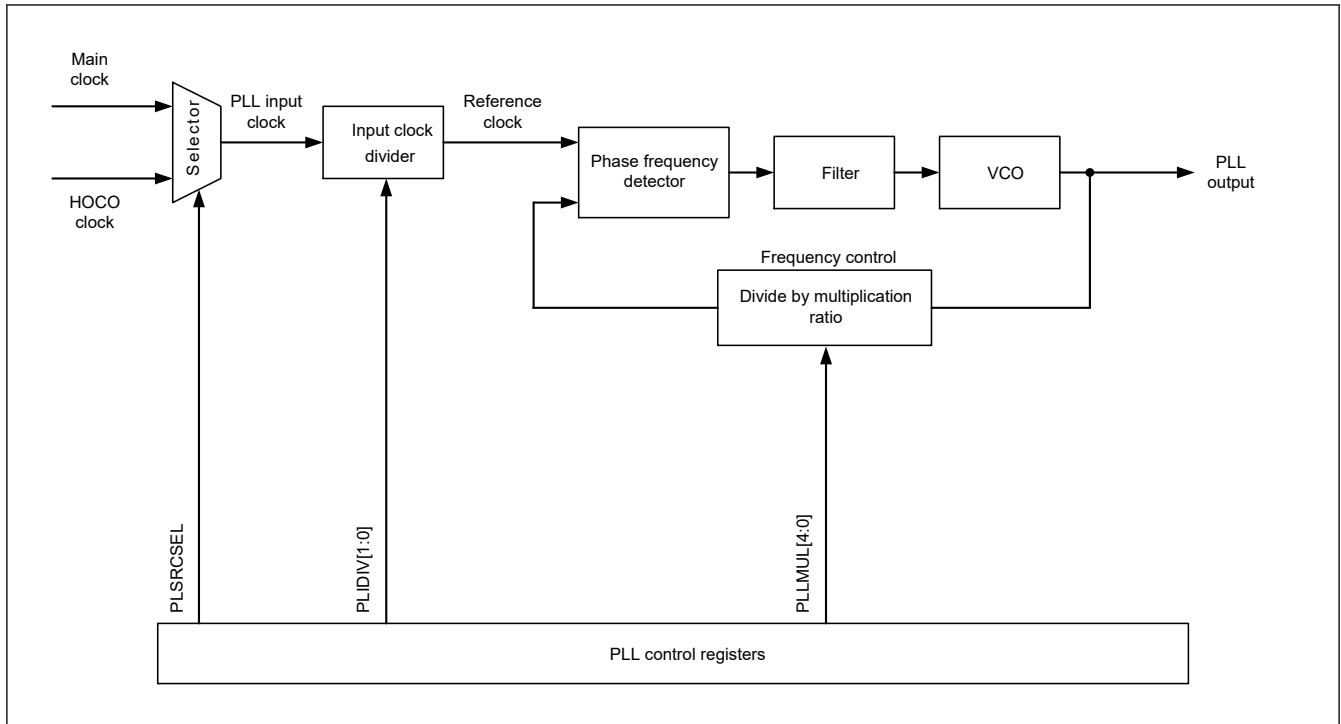 Main
clock
Selector
PLL input
clock
Input clock
divider
Reference
clock
Phase frequency
detector
Filter
VCO
PLL
output
HOCO
clock
Frequency control
Divide by multiplication
ratio
PLSRCSEL
PLIDIV[1:0]
PLLMUL[4:0]
PLL control registers